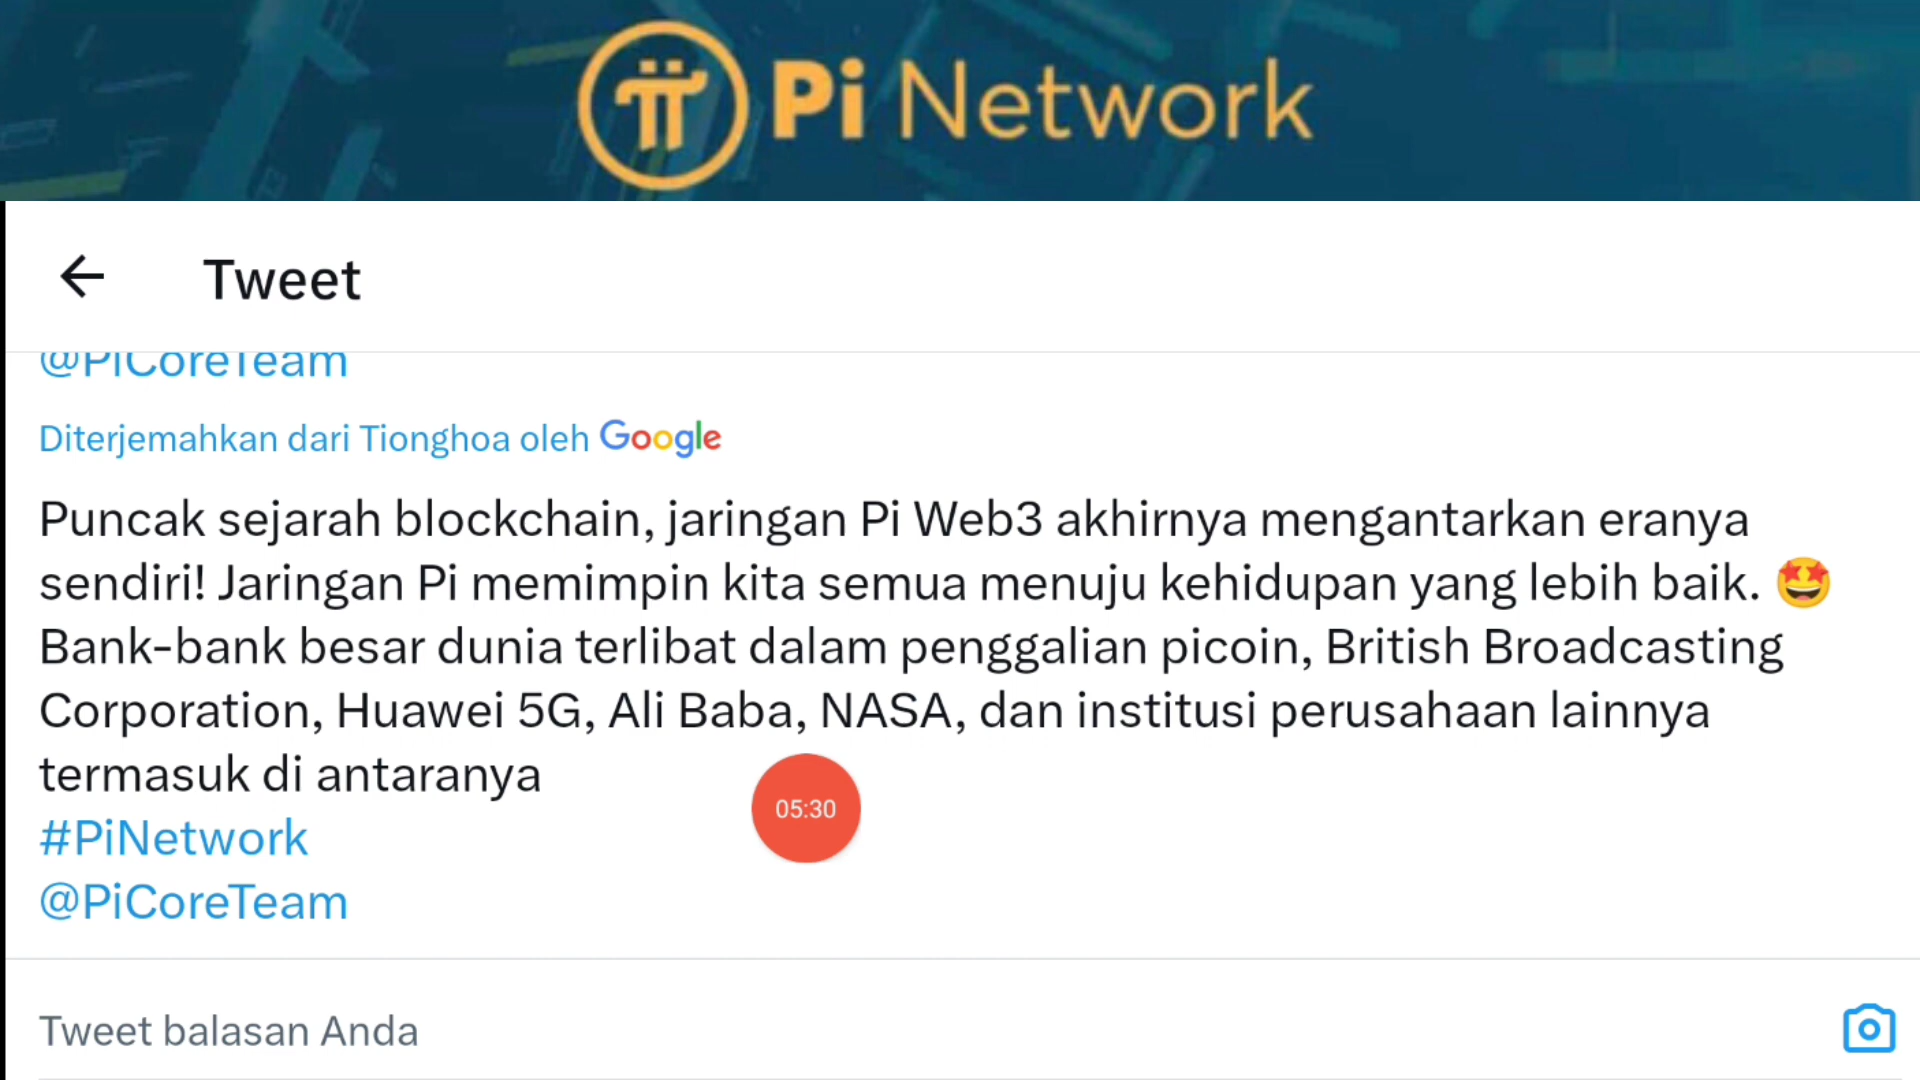 Pi Network
Tweet
@PiCoreTeam
Diterjemahkan dari Tionghoa oleh Google
Puncak sejarah blockchain, jaringan Pi Web3 akhirnya mengantarkan eranya
sendiri! Jaringan Pi memimpin kita semua menuju kehidupan yang lebih baik. 🤩
Bank-bank besar dunia terlibat dalam penggalian picoin, British Broadcasting
Corporation, Huawei 5G, Ali Baba, NASA, dan institusi perusahaan lainnya
termasuk di antaranya
05:30
#PiNetwork
@PiCoreTeam
Tweet balasan Anda